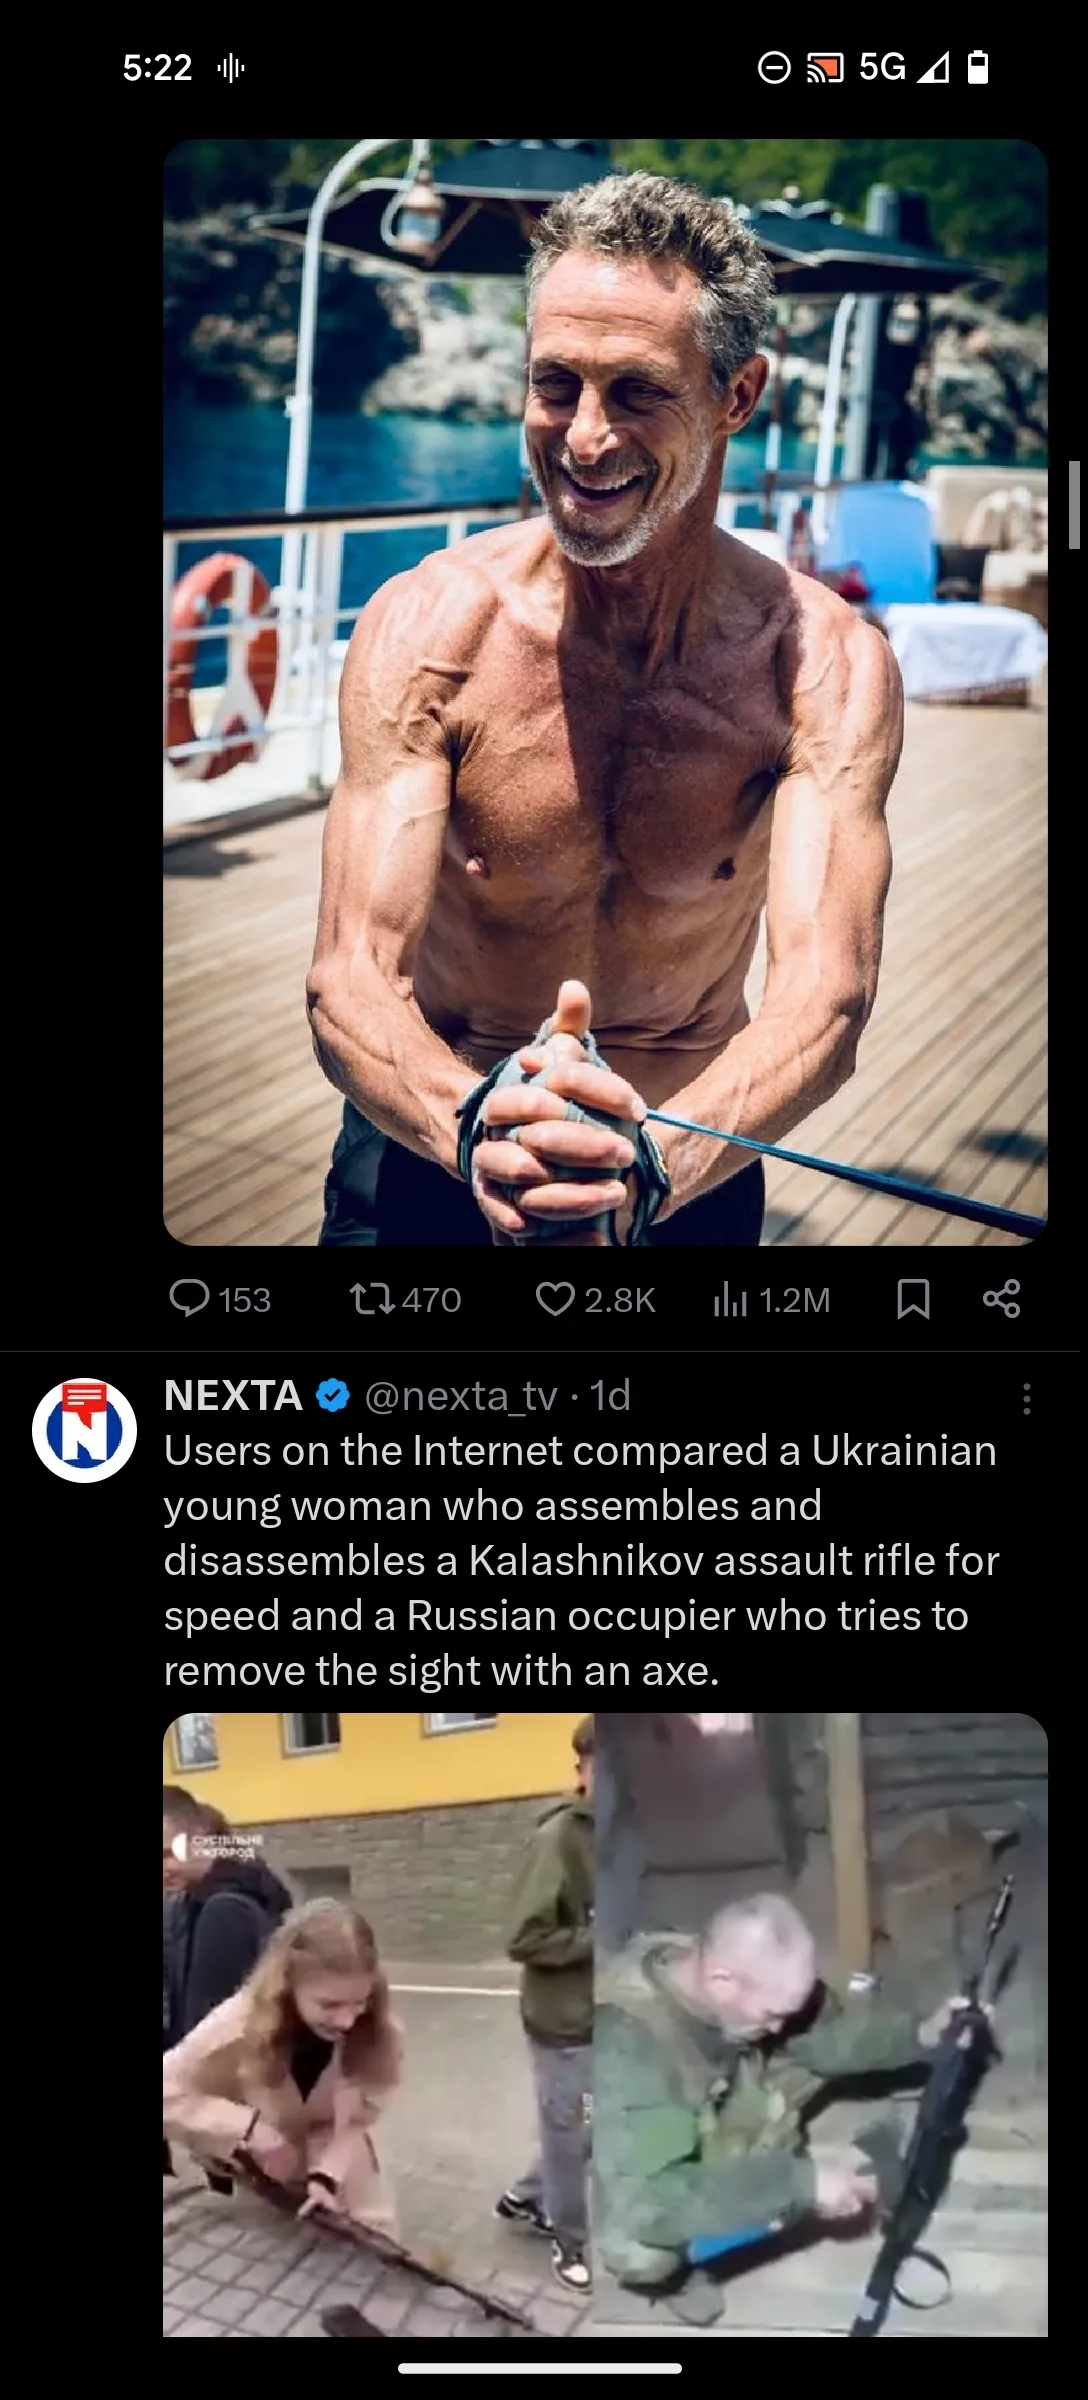 5:22 5G
153 470 2.8K 1.2M
NEXTA @nexta_tv · 1d
Users on the Internet compared a Ukrainian
young woman who assembles and
disassembles a Kalashnikov assault rifle for
speed and a Russian occupier who tries to
remove the sight with an axe.
N
СУСПІЛЬНЕ
УЖГОРОД